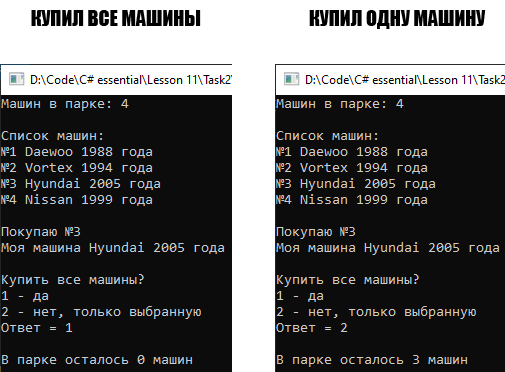 КУПИЛ ВСЕ МАШИНЫ
D:\Code\C# essential\Lesson 11\Task2\
Машин в парке: 4
Список машин:
№1 Daewoo 1988 года
№2 Vortex 1994 года
№3 Hyundai 2005 года
№4 Nissan 1999 года
Покупаю №3
Моя машина Hyundai 2005 года
Купить все машины?
1 - да
2 - нет, только выбранную
Ответ = 1
В парке осталось 0 машин
КУПИЛ ОДНУ МАШИНУ
D:\Code\C# essential\Lesson 11\Task2
Машин в парке: 4
Список машин:
№1 Daewoo 1988 года
№2 Vortex 1994 года
№3 Hyundai 2005 года
№4 Nissan 1999 года
Покупаю №3
Моя машина Hyundai 2005 года
Купить все машины?
1 - да
2 - нет, только выбранную
Ответ = 2
В парке осталось 3 машин